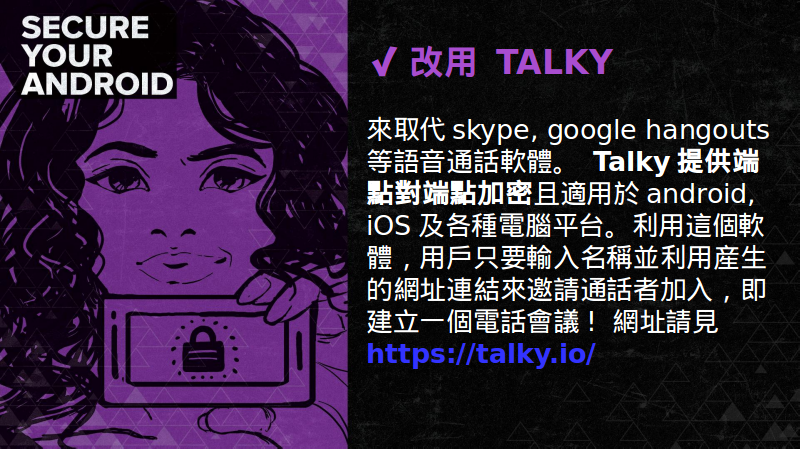 SECURE
YOUR
ANDROID
✓ 改用 TALKY
來取代 skype, google hangouts
等語音通話軟體。 Talky 提供端
點對端點加密且適用於 android,
iOS 及各種電腦平台。利用這個軟
體，用戶只要輸入名稱並利用産生
的網址連結來邀請通話者加入，即
建立一個電話會議！ 網址請見
https://talky.io/